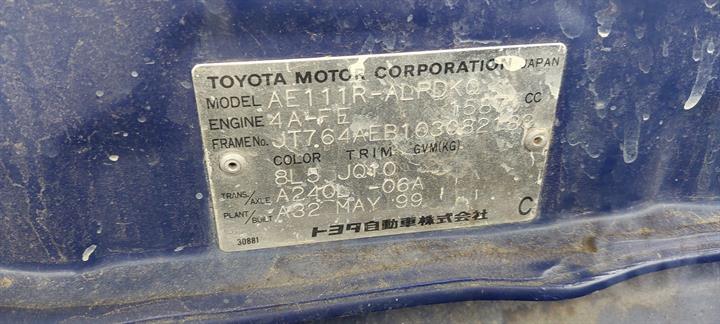 TOYOTA MOTOR CORPORATION JAPAN
MODEL AE111R-ALPDKQ
ENGINE 4A-FE CC
FRAME No.
COLOR TRIM GVM(KG)
8L5 JQ10
TRANS./AXLE A240L -06A
PLANT/BUILT A32 MAY 99
C
トヨタ自動車株式会社
30881